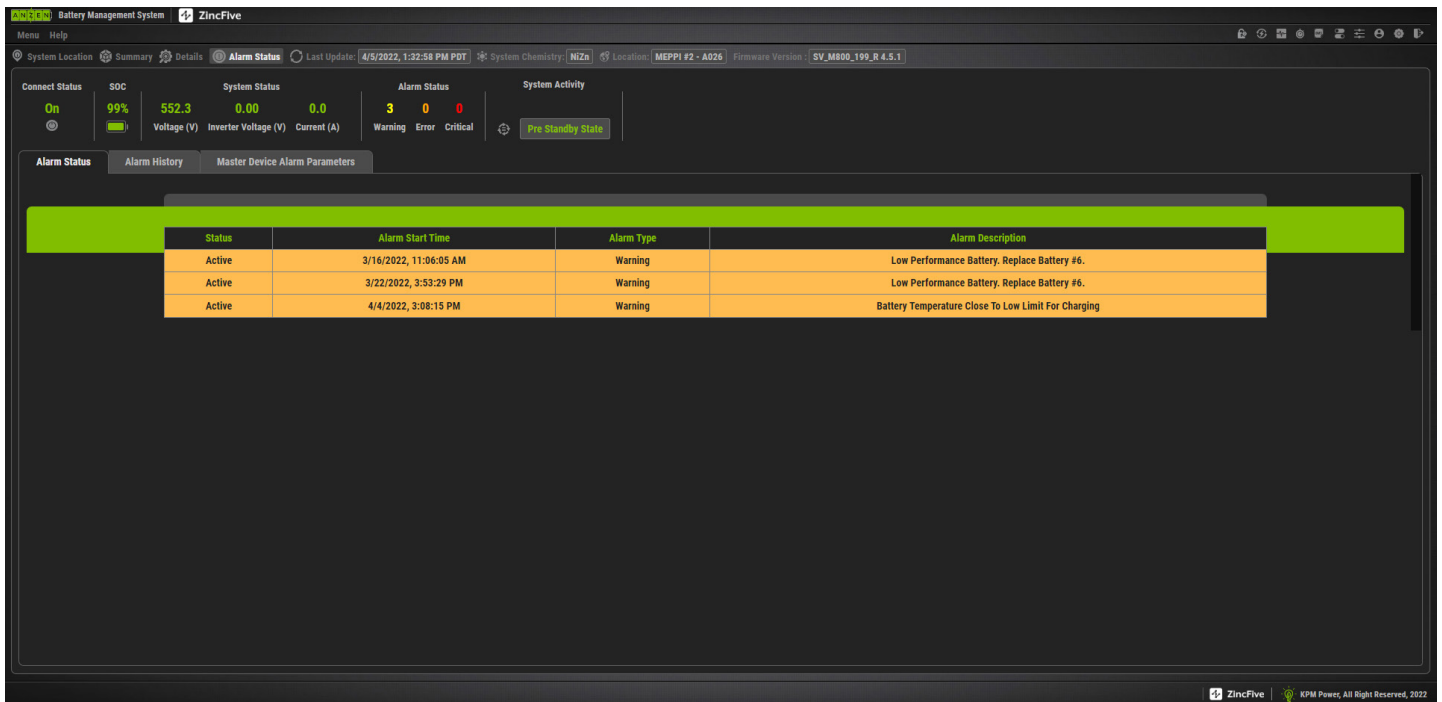 ANZEN Battery Management System ZincFive
Menu Help
System Location Summary Details Alarm Status Last Update: 4/5/2022, 1:32:58 PM PDT System Chemistry: NiZn Location: MEPPI #2 - A026 Firmware Version : SV_M800_199_R 4.5.1
Connect Status SOC System Status Alarm Status System Activity
On 99% 552.3 0.00 0.0 3 0 0
Voltage (V) Inverter Voltage (V) Current (A) Warning Error Critical Pre Standby State
Alarm Status Alarm History Master Device Alarm Parameters
Status Alarm Start Time Alarm Type Alarm Description
Active 3/16/2022, 11:06:05 AM Warning Low Performance Battery. Replace Battery #6.
Active 3/22/2022, 3:53:29 PM Warning Low Performance Battery. Replace Battery #6.
Active 4/4/2022, 3:08:15 PM Warning Battery Temperature Close To Low Limit For Charging
ZincFive KPM Power, All Right Reserved, 2022